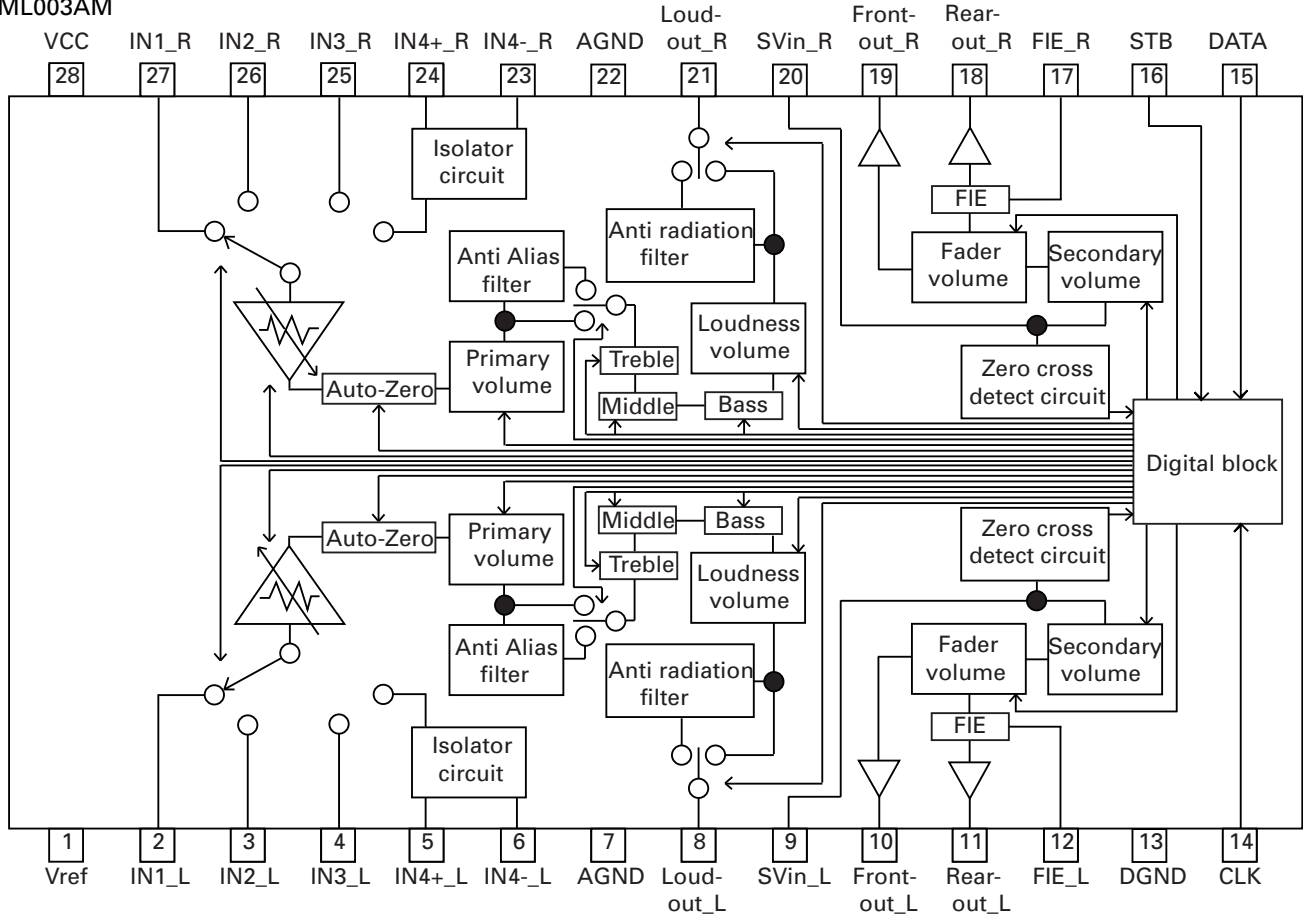 ML003AM
VCC IN1_R IN2_R IN3_R IN4+_R IN4-_R AGND Loud-out_R SVin_R Front-out_R Rear-out_R FIE_R STB DATA
28 27 26 25 24 23 22 21 20 19 18 17 16 15
Isolator
circuit
FIE
Anti radiation
filter
Anti Alias
filter
Fader
volume
Secondary
volume
Loudness
volume
Primary
volume
Treble
Zero cross
detect circuit
Auto-Zero
Middle
Bass
Digital block
Middle
Bass
Auto-Zero
Primary
volume
Zero cross
detect circuit
Treble
Loudness
volume
Anti Alias
filter
Anti radiation
filter
Fader
volume
Secondary
volume
FIE
Isolator
circuit
1 2 3 4 5 6 7 8 9 10 11 12 13 14
Vref IN1_L IN2_L IN3_L IN4+_L IN4-_L AGND Loud-out_L SVin_L Front-out_L Rear-out_L FIE_L DGND CLK